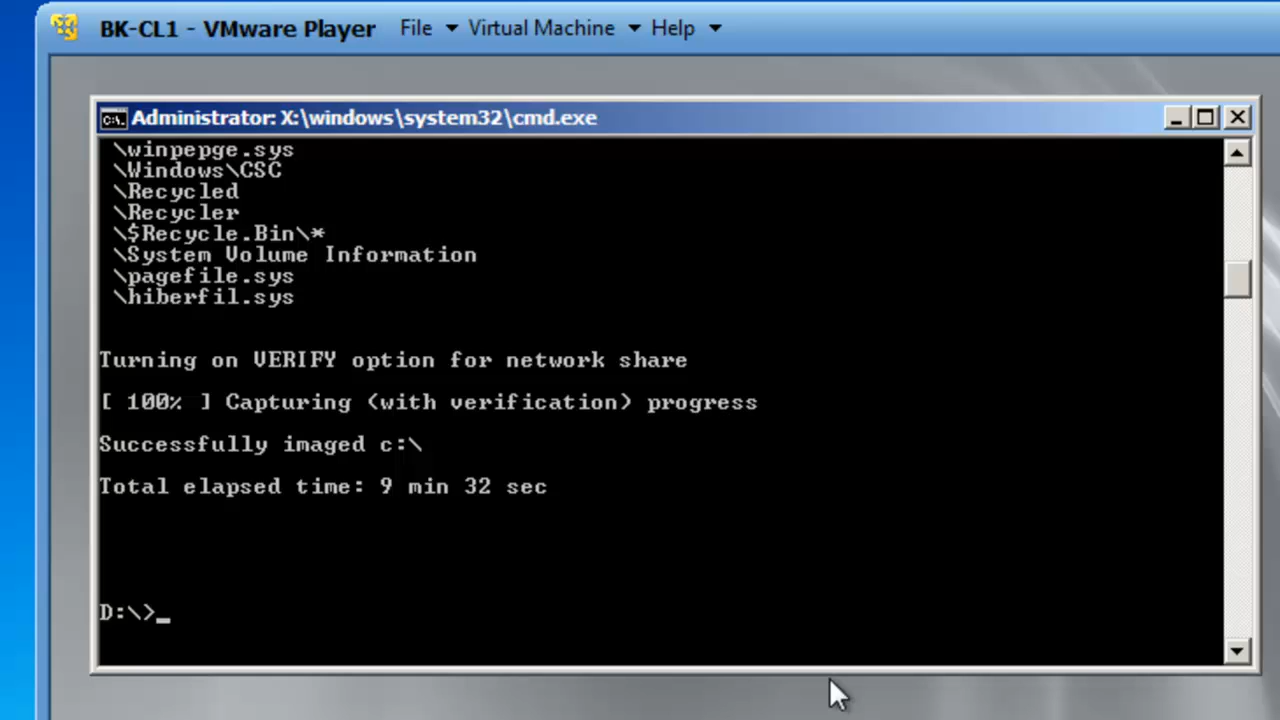 BK-CL1 - VMware Player File Virtual Machine Help
Administrator: X:\windows\system32\cmd.exe
\winpepge.sys
\Windows\CSC
\Recycled
\Recycler
\$Recycle.Bin\*
\System Volume Information
\pagefile.sys
\hiberfil.sys
Turning on VERIFY option for network share
[ 100% ] Capturing (with verification) progress
Successfully imaged c:\
Total elapsed time: 9 min 32 sec
D:\>_